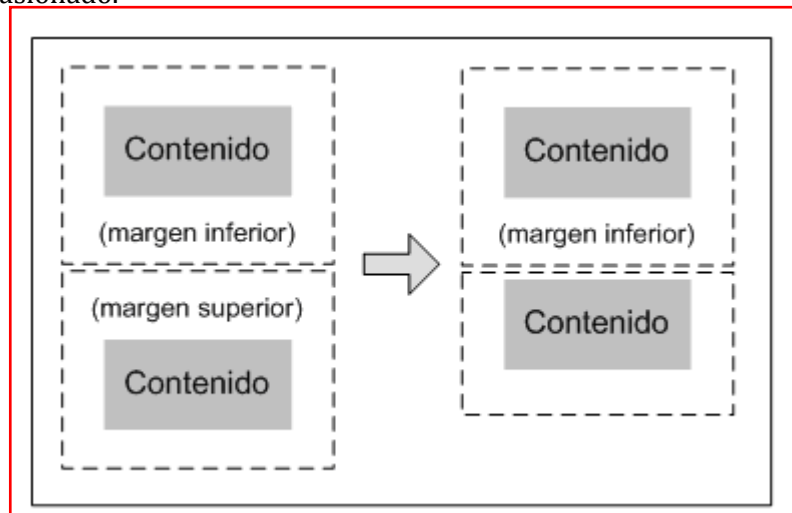 Contenido
(margen inferior)
(margen superior)
Contenido
Contenido
(margen inferior)
Contenido